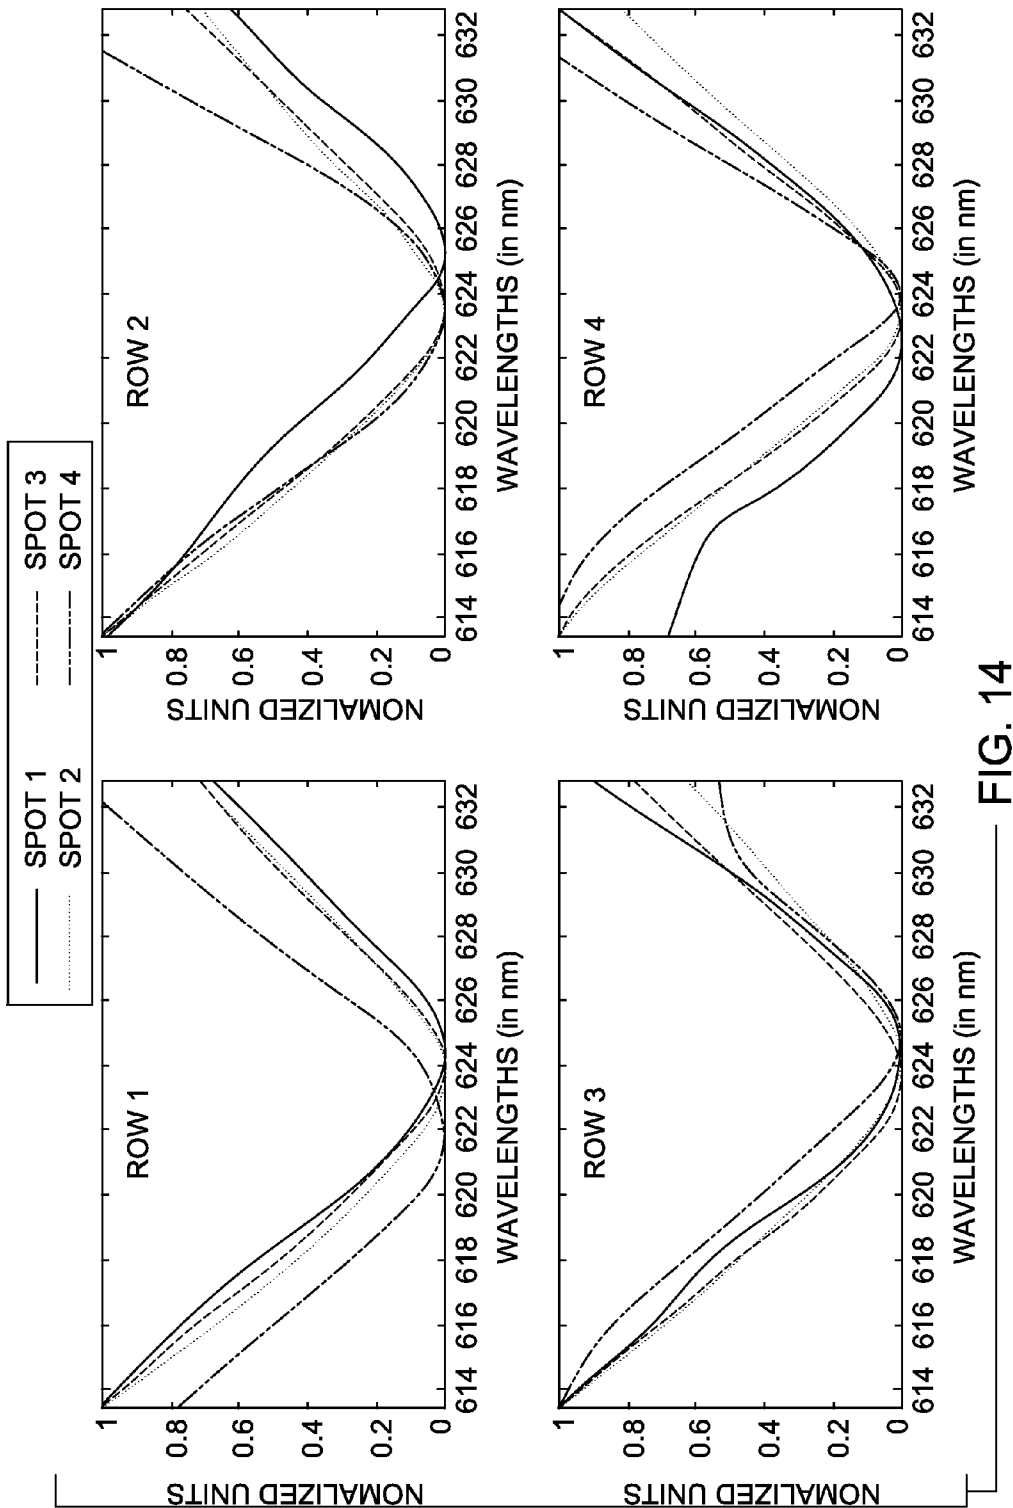 SPOT 1
SPOT 2
SPOT 3
SPOT 4
ROW 1
NOMALIZED UNITS
1
0.8
0.6
0.4
0.2
0
614 616 618 620 622 624 626 628 630 632
WAVELENGTHS (in nm)
ROW 2
NOMALIZED UNITS
1
0.8
0.6
0.4
0.2
0
614 616 618 620 622 624 626 628 630 632
WAVELENGTHS (in nm)
ROW 3
NOMALIZED UNITS
1
0.8
0.6
0.4
0.2
0
614 616 618 620 622 624 626 628 630 632
WAVELENGTHS (in nm)
ROW 4
NOMALIZED UNITS
1
0.8
0.6
0.4
0.2
0
614 616 618 620 622 624 626 628 630 632
WAVELENGTHS (in nm)
FIG. 14